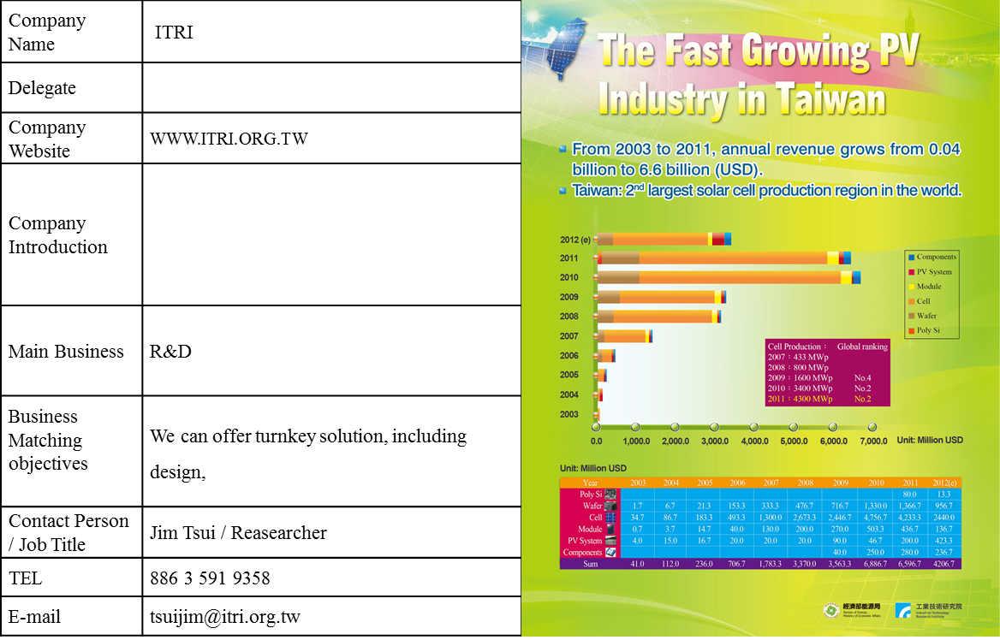 Company
Name
ITRI
Delegate
Company
Website
WWW.ITRI.ORG.TW
Company
Introduction
Main Business
R&D
Business
Matching
objectives
We can offer turnkey solution, including
design,
Contact Person
/ Job Title
Jim Tsui / Reasearcher
TEL
886 3 591 9358
E-mail
tsuijim@itri.org.tw
The Fast Growing PV
Industry in Taiwan
From 2003 to 2011, annual revenue grows from 0.04
billion to 6.6 billion (USD).
Taiwan: 2nd largest solar cell production region in the world.
2012 (e)
2011
2010
2009
2008
2007
2006
2005
2004
2003
0.0 1,000.0 2,000.0 3,000.0 4,000.0 5,000.0 6,000.0 7,000.0 Unit: Million USD
Components
PV System
Module
Cell
Wafer
Poly Si
Cell Production : Global ranking
2007 : 433 MWp
2008 : 800 MWp
2009 : 1600 MWp No.4
2010 : 3400 MWp No.2
2011 : 4300 MWp No.2
Unit: Million USD
Year 2003 2004 2005 2006 2007 2008 2009 2010 2011 2012(e)
Poly Si 80.0 13.3
Wafer 1.7 6.7 21.3 153.3 333.3 476.7 716.7 1,330.0 1,366.7 956.7
Cell 34.7 86.7 183.3 493.3 1,300.0 2,673.3 2,446.7 4,756.7 4,233.3 2440.0
Module 0.7 3.7 14.7 40.0 130.0 200.0 270.0 503.3 436.7 136.7
PV System 4.0 15.0 16.7 20.0 20.0 20.0 90.0 46.7 200.0 423.3
Components 40.0 250.0 280.0 236.7
Sum 41.0 112.0 236.0 706.7 1,783.3 3,370.0 3,563.3 6,886.7 6,596.7 4206.7
經濟部能源局
Bureau of Energy,
Ministry of Economic Affairs
工業技術研究院
Industrial Technology
Research Institute